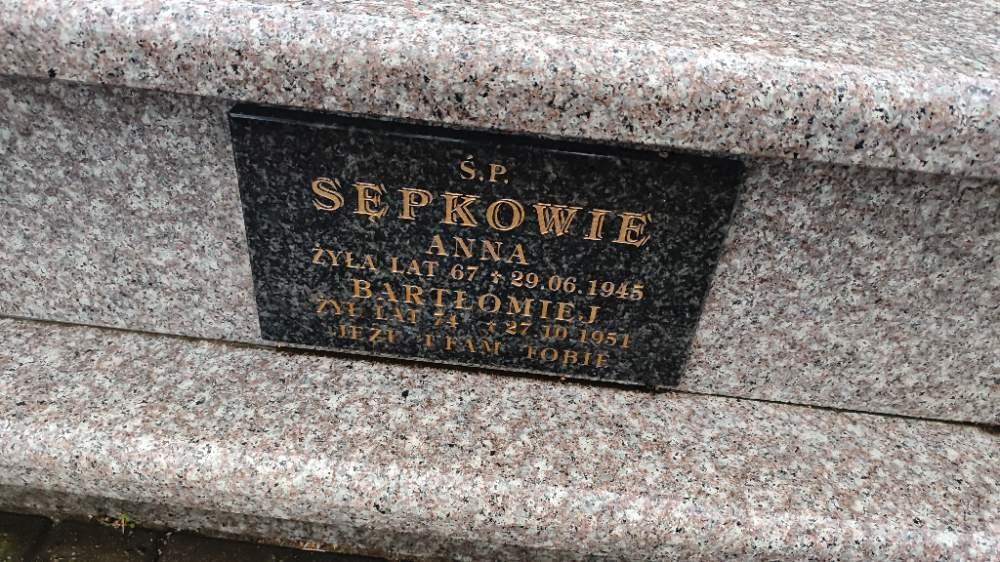 Ś.P.
SĘPKOWIE
ANNA
ŻYŁA LAT 67 † 29.06.1945
BARTŁOMIEJ
ŻYŁ LAT 74 † 27.10.1951
JEZU UFAM TOBIE